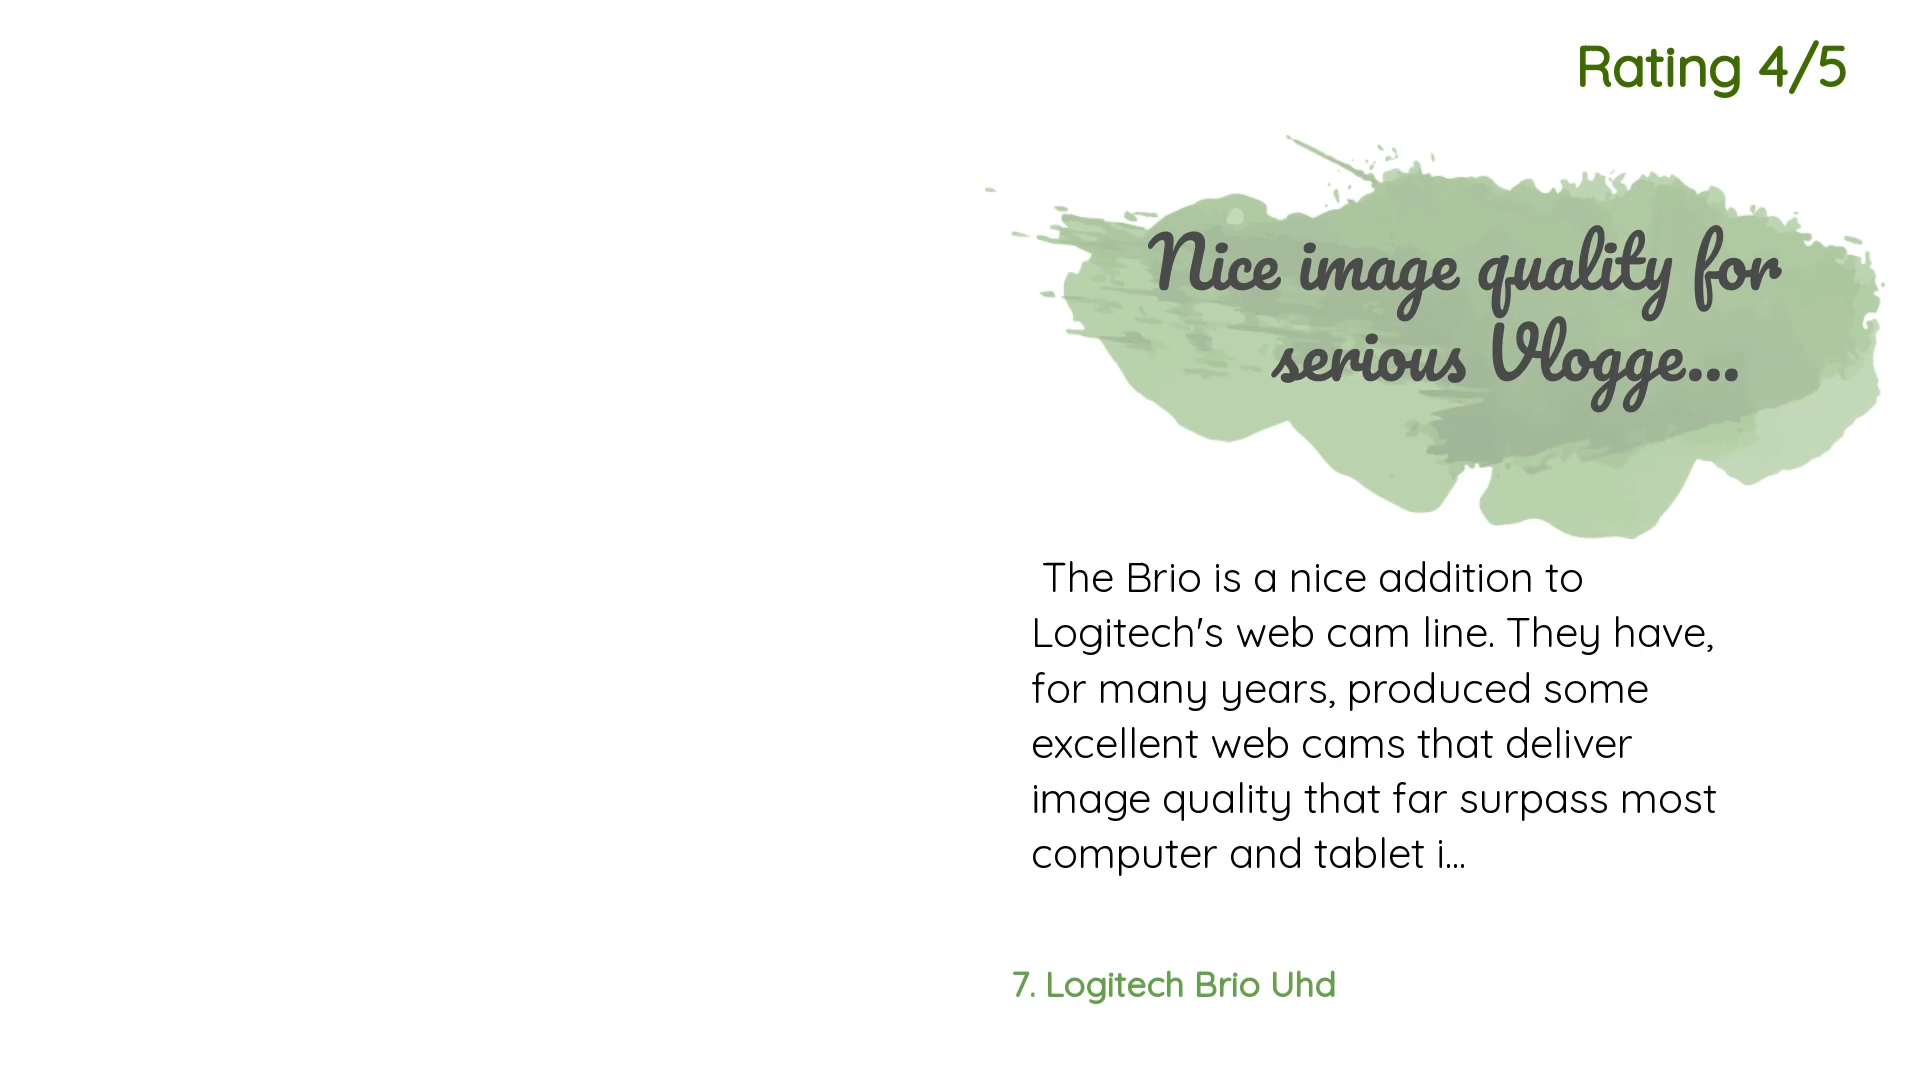 Rating 4/5
Nice image quality for
serious Vlogge...
The Brio is a nice addition to
Logitech's web cam line. They have,
for many years, produced some
excellent web cams that deliver
image quality that far surpass most
computer and tablet i...
7. Logitech Brio Uhd